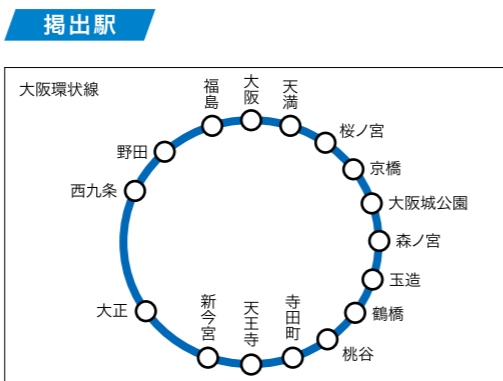 掲出駅
大阪環状線
大阪
天満
桜ノ宮
京橋
大阪城公園
森ノ宮
玉造
鶴橋
桃谷
寺田町
天王寺
新今宮
大正
西九条
野田
福島